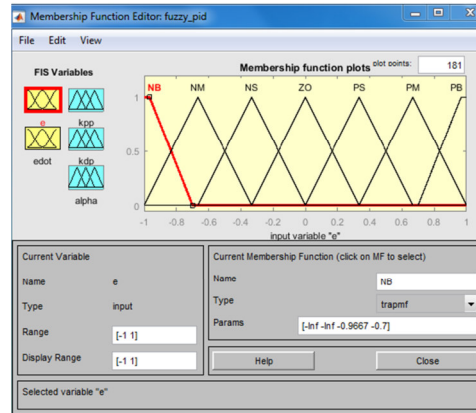 Membership Function Editor: fuzzy_pid
File Edit View
FIS Variables
e
kpp
edot
kdp
alpha
Membership function plots
plot points:
181
NB NM NS ZO PS PM PB
1
0.5
0
-1 -0.8 -0.6 -0.4 -0.2 0 0.2 0.4 0.6 0.8 1
input variable "e"
Current Variable
Name e
Type input
Range [-1 1]
Display Range [-1 1]
Current Membership Function (click on MF to select)
Name NB
Type trapmf
Params [-Inf -Inf -0.9667 -0.7]
Help Close
Selected variable "e"